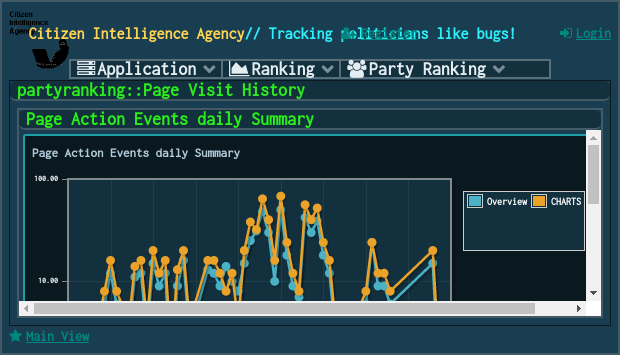 Citizen
Intelligence
Agency
Citizen Intelligence Agency// Tracking politicians like bugs!
Login
Application
Ranking
Party Ranking
partyranking::Page Visit History
Page Action Events daily Summary
Page Action Events daily Summary
100.00
10.00
Overview
CHARTS
Main View